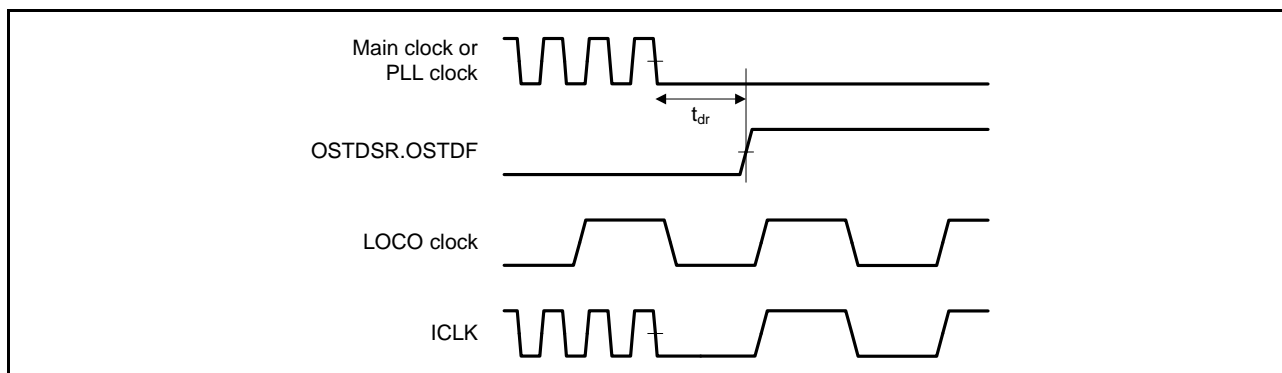 Main clock or
PLL clock
tdr
OSTDSR.OSTDF
LOCO clock
ICLK